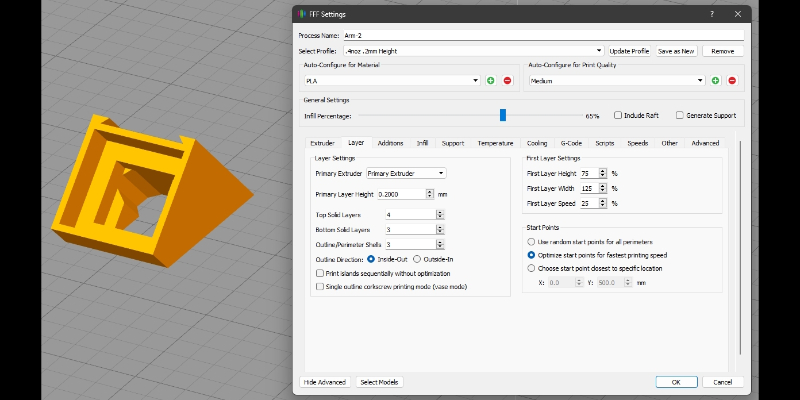 FFF Settings
? X
Process Name: Arm-2
Select Profile: .4noz .2mm Height Update Profile Save as New Remove
Auto-Configure for Material Auto-Configure for Print Quality
PLA Medium
General Settings
Infill Percentage: 65% Include Raft Generate Support
Extruder Layer Additions Infill Support Temperature Cooling G-Code Scripts Speeds Other Advanced
Layer Settings First Layer Settings
Primary Extruder Primary Extruder First Layer Height 75 %
Primary Layer Height 0.2000 mm First Layer Width 125 %
First Layer Speed 25 %
Top Solid Layers 4
Bottom Solid Layers 3 Start Points
Outline/Perimeter Shells 3 Use random start points for all perimeters
Outline Direction: Inside-Out Outside-In Optimize start points for fastest printing speed
Print islands sequentially without optimization Choose start point closest to specific location
Single outline corkscrew printing mode (vase mode) X: 0.0 Y: 500.0 mm
Hide Advanced Select Models OK Cancel